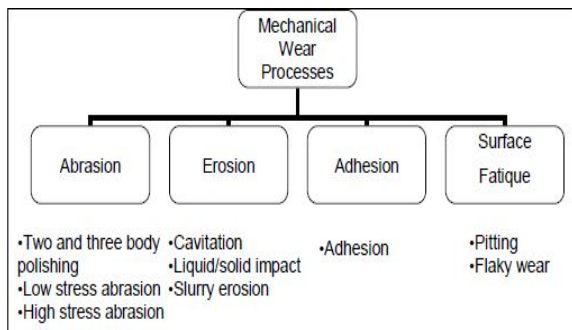 Mechanical
Wear
Processes
Abrasion
Erosion
Adhesion
Surface
Fatique
•Two and three body
polishing
•Low stress abrasion
•High stress abrasion
•Cavitation
•Liquid/solid impact
•Slurry erosion
•Adhesion
•Pitting
•Flaky wear